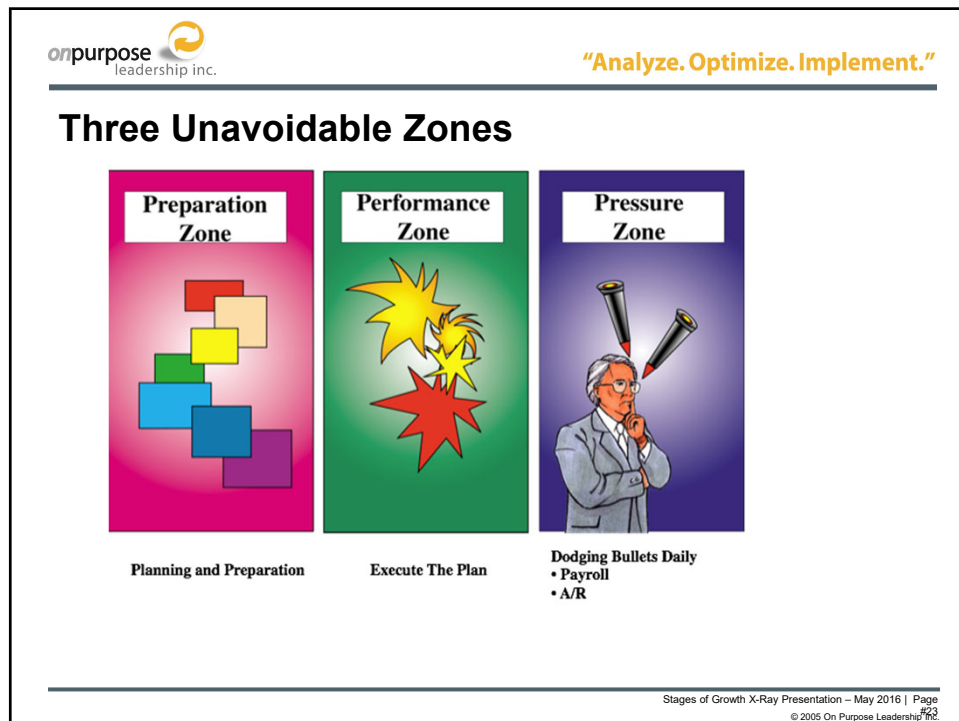 onpurpose
leadership inc.
“Analyze. Optimize. Implement.”
Three Unavoidable Zones
Preparation
Zone
Performance
Zone
Pressure
Zone
Planning and Preparation
Execute The Plan
Dodging Bullets Daily
• Payroll
• A/R
Stages of Growth X-Ray Presentation – May 2016 | Page
#23
© 2005 On Purpose Leadership Inc.